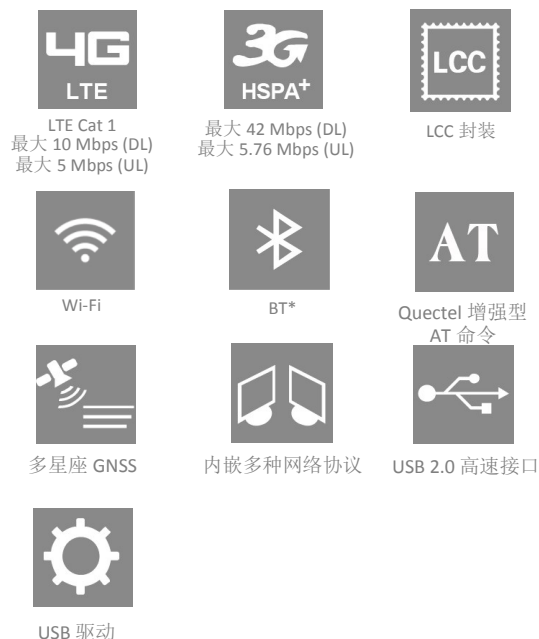 4G
LTE
LTE Cat 1
最大 10 Mbps (DL)
最大 5 Mbps (UL)
3G
HSPA+
最大 42 Mbps (DL)
最大 5.76 Mbps (UL)
LCC
LCC 封装
Wi-Fi
BT*
AT
Quectel 增强型
AT 命令
多星座 GNSS
内嵌多种网络协议
USB 2.0 高速接口
USB 驱动